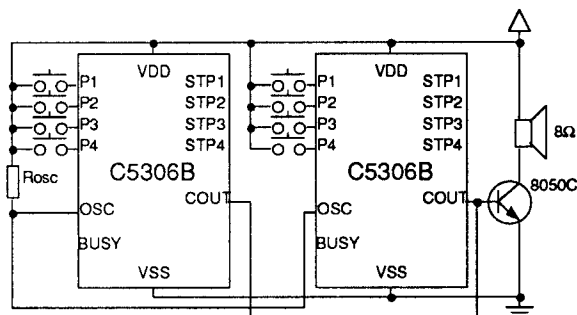 VDD
P1
P2
P3
P4
STP1
STP2
STP3
STP4
C5306B
Rosc
OSC
COUT
BUSY
VSS
VDD
P1
P2
P3
P4
STP1
STP2
STP3
STP4
C5306B
OSC
COUT
BUSY
VSS
8Ω
8050C